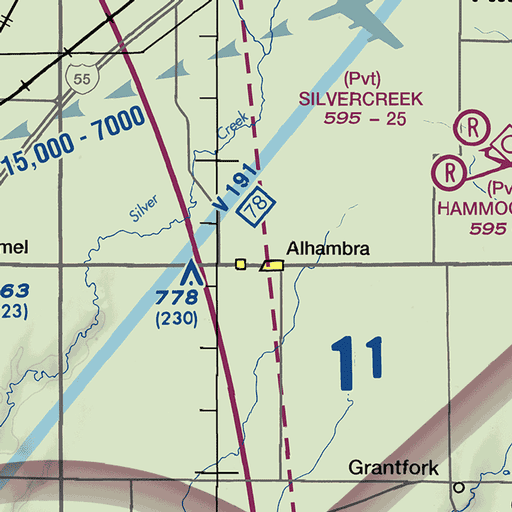 55
(Pvt)
SILVERCREEK
595 - 25
R
15,000 - 7000
Creek
R
V 191
78
Silver
HAMMO
595
mel
Alhambra
63
778
23)
(230)
11
Grantfork